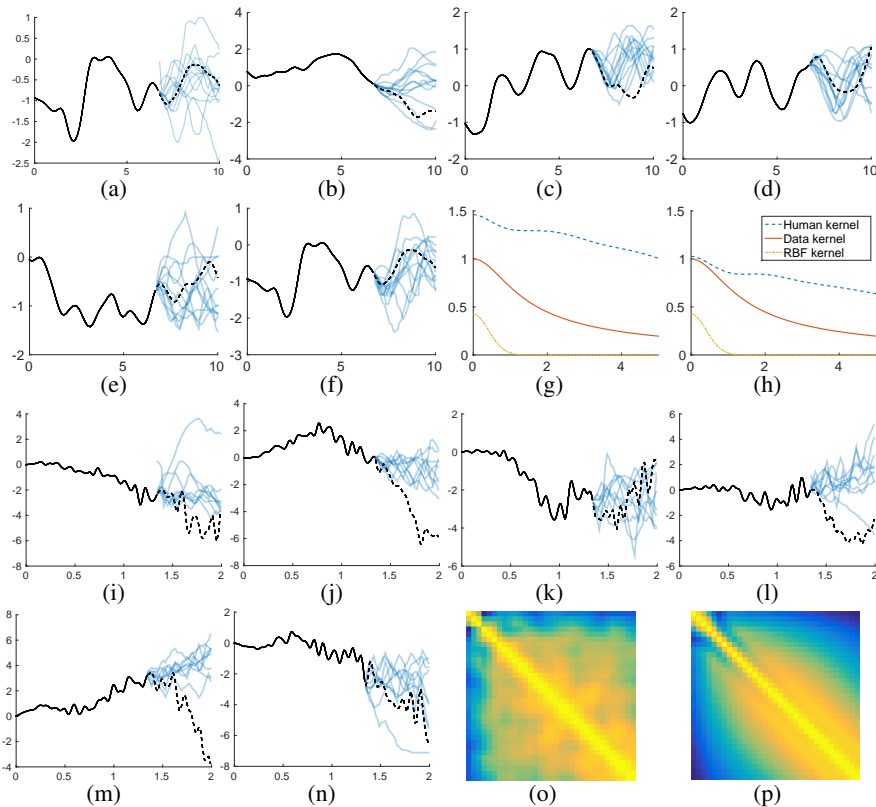 1
0.5
0
-0.5
-1
-1.5
-2
-2.5
0 5 10
(a)
4
2
0
-2
-4
0 5 10
(b)
2
1
0
-1
-2
0 5 10
(c)
2
1
0
-1
-2
0 5 10
(d)
1
0
-1
-2
0 5 10
(e)
1
0
-1
-2
-3
0 5 10
(f)
1.5
1
0.5
0
0 2 4
(g)
1.5
1
0.5
0
0 2 4
Human kernel
Data kernel
RBF kernel
(h)
4
2
0
-2
-4
-6
-8
0 0.5 1 1.5 2
(i)
4
2
0
-2
-4
-6
-8
0 0.5 1 1.5 2
(j)
2
0
-2
-4
-6
0 0.5 1 1.5 2
(k)
6
4
2
0
-2
-4
-6
0 0.5 1 1.5 2
(l)
8
6
4
2
0
-2
-4
0 0.5 1 1.5 2
(m)
2
0
-2
-4
-6
-8
0 0.5 1 1.5 2
(n)
(o)
(p)